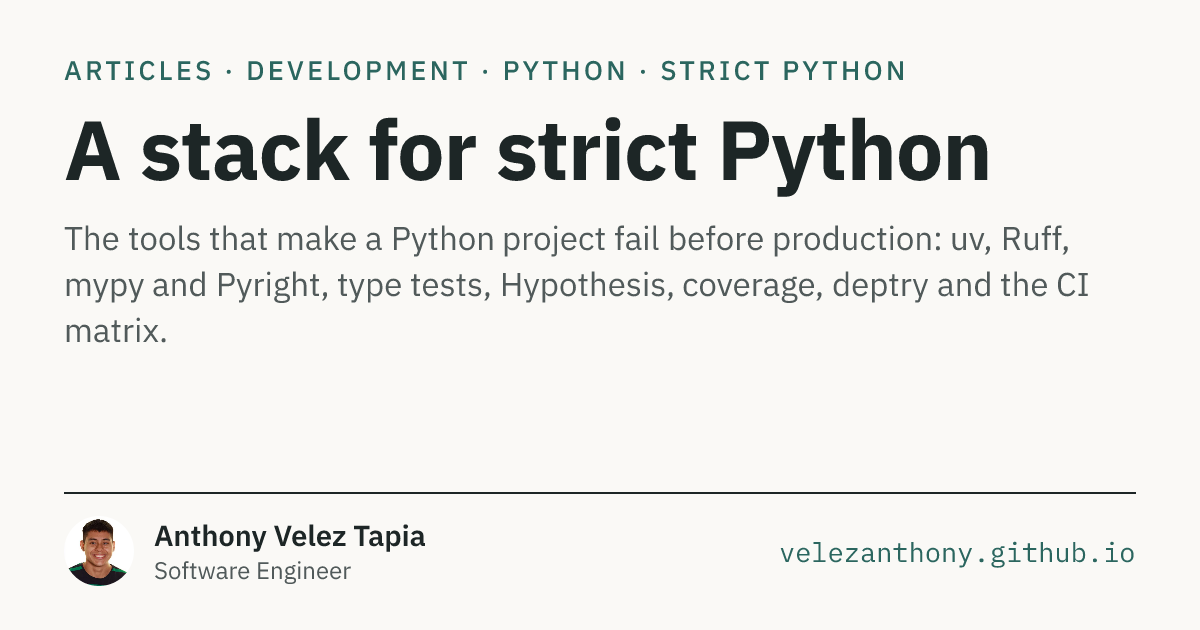 ARTICLES · DEVELOPMENT · PYTHON · STRICT PYTHON
A stack for strict Python
The tools that make a Python project fail before production: uv, Ruff,
mypy and Pyright, type tests, Hypothesis, coverage, deptry and the CI
matrix.
Anthony Velez Tapia
Software Engineer
velezanthony.github.io